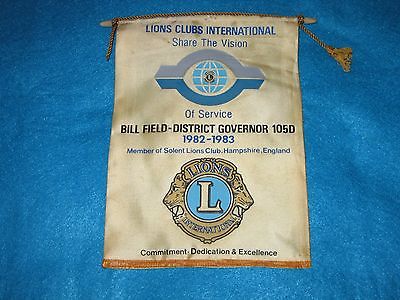 LIONS CLUBS INTERNATIONAL
Share The Vision
Of Service
BILL FIELD-DISTRICT GOVERNOR 105D
1982-1983
Member of Solent Lions Club. Hampshire, England
LIONS
L
INTERNATIONAL
Commitment-Dedication & Excellence